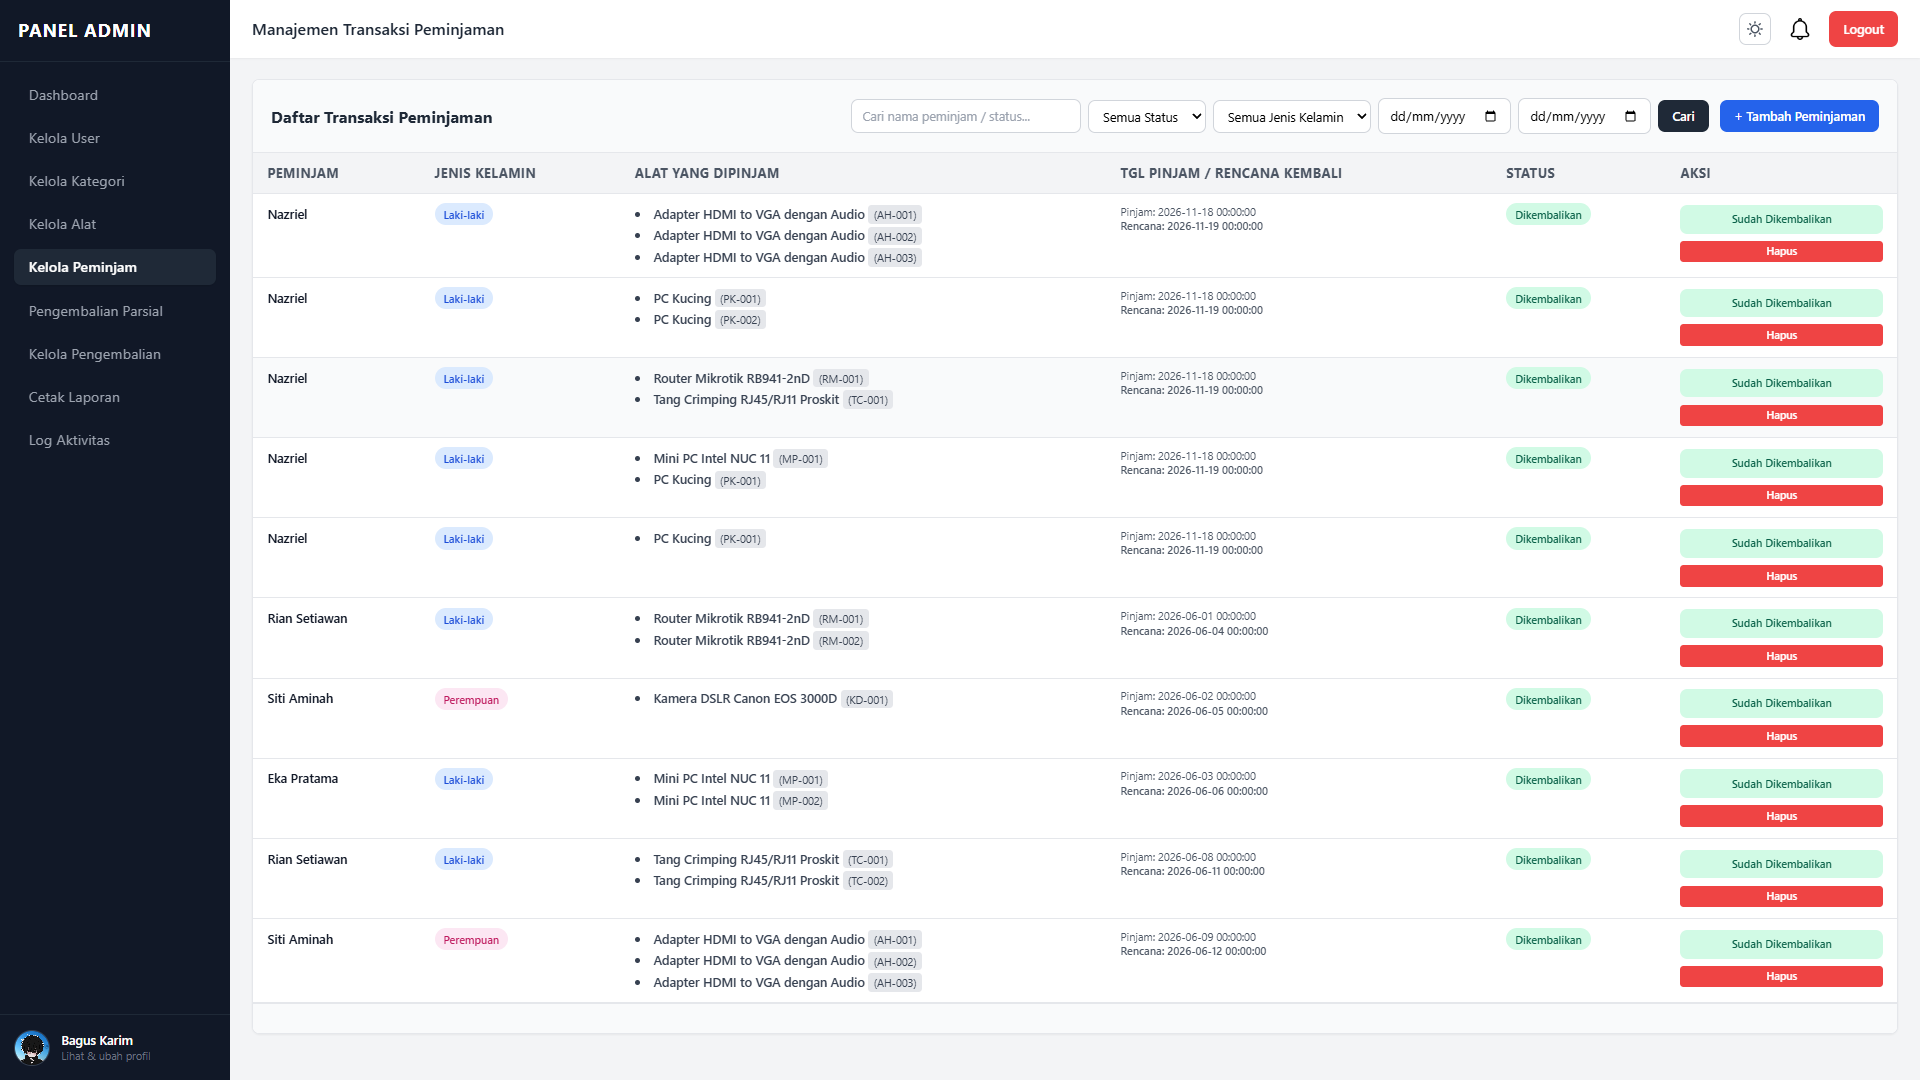 PANEL ADMIN
Dashboard
Kelola User
Kelola Kategori
Kelola Alat
Kelola Peminjam
Pengembalian Parsial
Kelola Pengembalian
Cetak Laporan
Log Aktivitas
Bagus Karim
Lihat & ubah profil
Manajemen Transaksi Peminjaman
Logout
Daftar Transaksi Peminjaman
Cari nama peminjam / status...
Semua Status
Semua Jenis Kelamin
dd/mm/yyyy
dd/mm/yyyy
Cari
+ Tambah Peminjaman
PEMINJAM JENIS KELAMIN ALAT YANG DIPINJAM TGL PINJAM / RENCANA KEMBALI STATUS AKSI
Nazriel
Laki-laki
Adapter HDMI to VGA dengan Audio (AH-001)
Adapter HDMI to VGA dengan Audio (AH-002)
Adapter HDMI to VGA dengan Audio (AH-003)
Pinjam: 2026-11-18 00:00:00
Rencana: 2026-11-19 00:00:00
Dikembalikan
Sudah Dikembalikan
Hapus
Nazriel
Laki-laki
PC Kucing (PK-001)
PC Kucing (PK-002)
Pinjam: 2026-11-18 00:00:00
Rencana: 2026-11-19 00:00:00
Dikembalikan
Sudah Dikembalikan
Hapus
Nazriel
Laki-laki
Router Mikrotik RB941-2nD (RM-001)
Tang Crimping RJ45/RJ11 Proskit (TC-001)
Pinjam: 2026-11-18 00:00:00
Rencana: 2026-11-19 00:00:00
Dikembalikan
Sudah Dikembalikan
Hapus
Nazriel
Laki-laki
Mini PC Intel NUC 11 (MP-001)
PC Kucing (PK-001)
Pinjam: 2026-11-18 00:00:00
Rencana: 2026-11-19 00:00:00
Dikembalikan
Sudah Dikembalikan
Hapus
Nazriel
Laki-laki
PC Kucing (PK-001)
Pinjam: 2026-11-18 00:00:00
Rencana: 2026-11-19 00:00:00
Dikembalikan
Sudah Dikembalikan
Hapus
Rian Setiawan
Laki-laki
Router Mikrotik RB941-2nD (RM-001)
Router Mikrotik RB941-2nD (RM-002)
Pinjam: 2026-06-01 00:00:00
Rencana: 2026-06-04 00:00:00
Dikembalikan
Sudah Dikembalikan
Hapus
Siti Aminah
Perempuan
Kamera DSLR Canon EOS 3000D (KD-001)
Pinjam: 2026-06-02 00:00:00
Rencana: 2026-06-05 00:00:00
Dikembalikan
Sudah Dikembalikan
Hapus
Eka Pratama
Laki-laki
Mini PC Intel NUC 11 (MP-001)
Mini PC Intel NUC 11 (MP-002)
Pinjam: 2026-06-03 00:00:00
Rencana: 2026-06-06 00:00:00
Dikembalikan
Sudah Dikembalikan
Hapus
Rian Setiawan
Laki-laki
Tang Crimping RJ45/RJ11 Proskit (TC-001)
Tang Crimping RJ45/RJ11 Proskit (TC-002)
Pinjam: 2026-06-08 00:00:00
Rencana: 2026-06-11 00:00:00
Dikembalikan
Sudah Dikembalikan
Hapus
Siti Aminah
Perempuan
Adapter HDMI to VGA dengan Audio (AH-001)
Adapter HDMI to VGA dengan Audio (AH-002)
Adapter HDMI to VGA dengan Audio (AH-003)
Pinjam: 2026-06-09 00:00:00
Rencana: 2026-06-12 00:00:00
Dikembalikan
Sudah Dikembalikan
Hapus